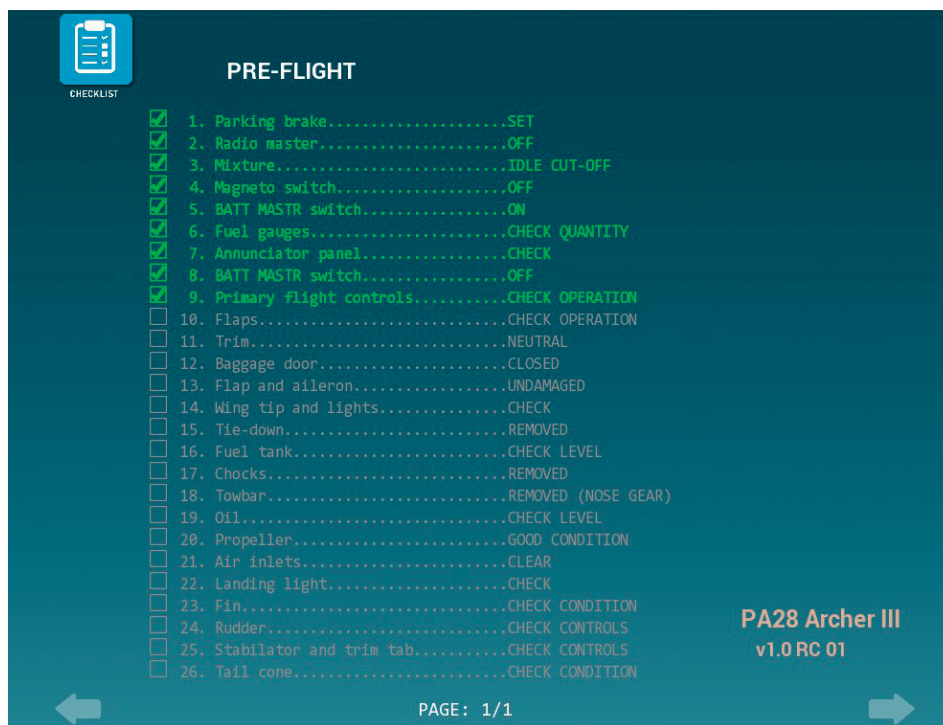 PRE-FLIGHT
CHECKLIST
1. Parking brake.....................SET
2. Radio master......................OFF
3. Mixture...........................IDLE CUT-OFF
4. Magneto switch....................OFF
5. BATT MASTR switch.................ON
6. Fuel gauges.......................CHECK QUANTITY
7. Annunciator panel.................CHECK
8. BATT MASTR switch.................OFF
9. Primary flight controls...........CHECK OPERATION
10. Flaps.............................CHECK OPERATION
11. Trim..............................NEUTRAL
12. Baggage door......................CLOSED
13. Flap and aileron..................UNDAMAGED
14. Wing tip and lights...............CHECK
15. Tie-down..........................REMOVED
16. Fuel tank.........................CHECK LEVEL
17. Chocks............................REMOVED
18. Towbar............................REMOVED (NOSE GEAR)
19. Oil...............................CHECK LEVEL
20. Propeller.........................GOOD CONDITION
21. Air inlets........................CLEAR
22. Landing light.....................CHECK
23. Fin...............................CHECK CONDITION
24. Rudder............................CHECK CONTROLS
25. Stabilator and trim tab...........CHECK CONTROLS
26. Tail cone.........................CHECK CONDITION
PA28 Archer III
v1.0 RC 01
PAGE: 1/1